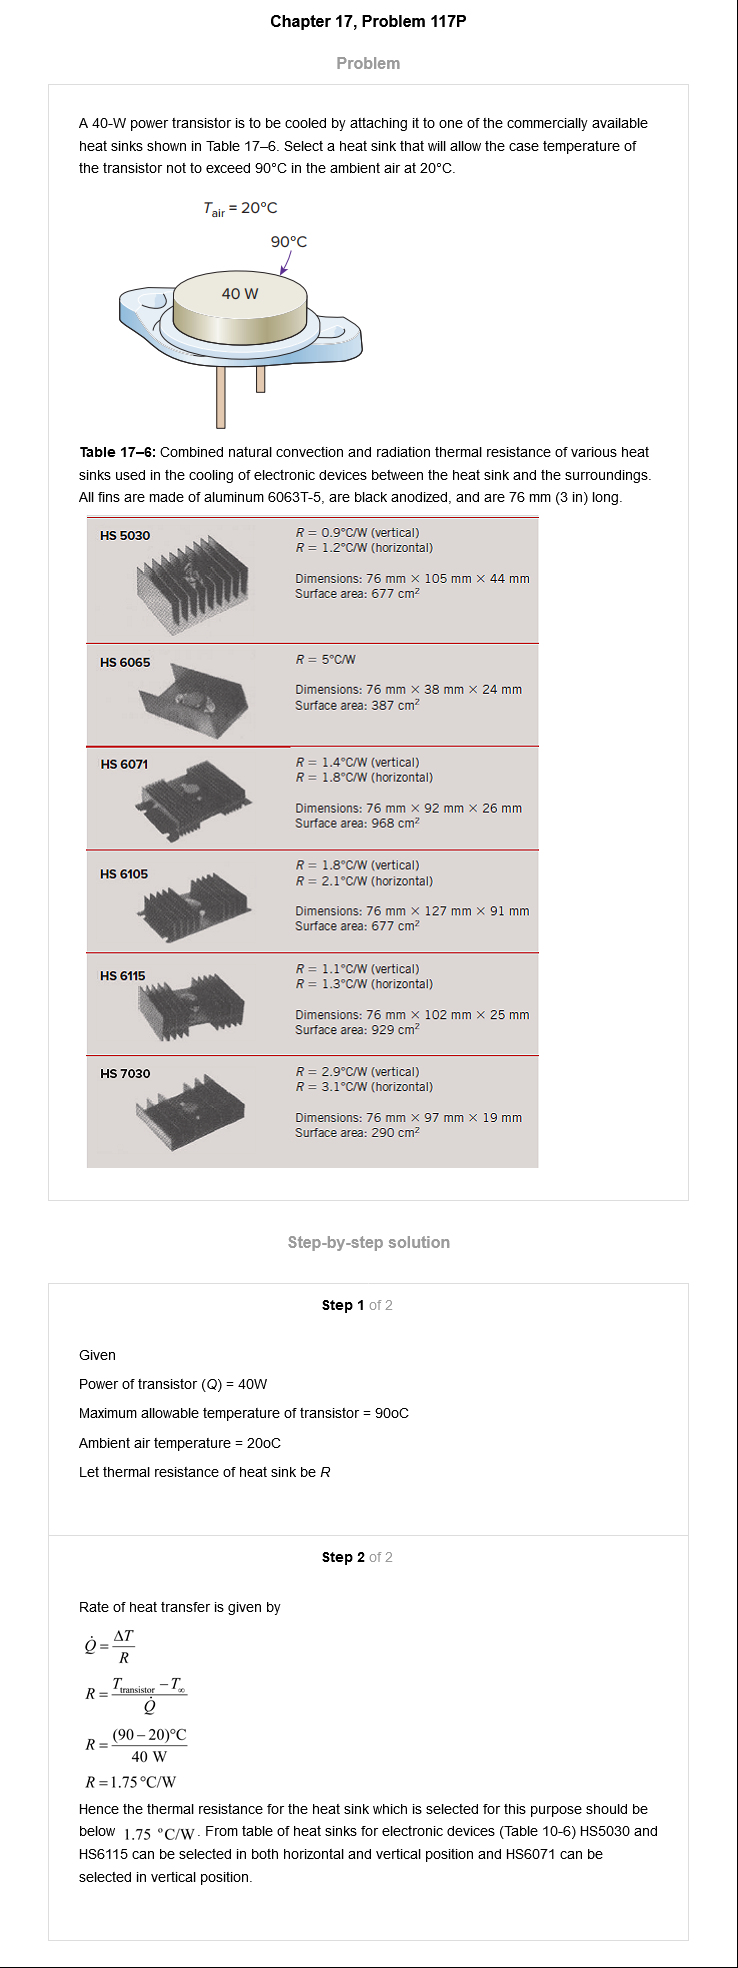 Chapter 17, Problem 117P
Problem
A 40-W power transistor is to be cooled by attaching it to one of the commercially available
heat sinks shown in Table 17–6. Select a heat sink that will allow the case temperature of
the transistor not to exceed 90°C in the ambient air at 20°C.
Tair = 20°C
90°C
40 W
Table 17–6: Combined natural convection and radiation thermal resistance of various heat
sinks used in the cooling of electronic devices between the heat sink and the surroundings.
All fins are made of aluminum 6063T-5, are black anodized, and are 76 mm (3 in) long.
HS 5030
R = 0.9°C/W (vertical)
R = 1.2°C/W (horizontal)
Dimensions: 76 mm × 105 mm × 44 mm
Surface area: 677 cm²
HS 6065
R = 5°C/W
Dimensions: 76 mm × 38 mm × 24 mm
Surface area: 387 cm²
HS 6071
R = 1.4°C/W (vertical)
R = 1.8°C/W (horizontal)
Dimensions: 76 mm × 92 mm × 26 mm
Surface area: 968 cm²
HS 6105
R = 1.8°C/W (vertical)
R = 2.1°C/W (horizontal)
Dimensions: 76 mm × 127 mm × 91 mm
Surface area: 677 cm²
HS 6115
R = 1.1°C/W (vertical)
R = 1.3°C/W (horizontal)
Dimensions: 76 mm × 102 mm × 25 mm
Surface area: 929 cm²
HS 7030
R = 2.9°C/W (vertical)
R = 3.1°C/W (horizontal)
Dimensions: 76 mm × 97 mm × 19 mm
Surface area: 290 cm²
Step-by-step solution
Step 1 of 2
Given
Power of transistor (Q) = 40W
Maximum allowable temperature of transistor = 90oC
Ambient air temperature = 20oC
Let thermal resistance of heat sink be R
Step 2 of 2
Rate of heat transfer is given by
Q̇ = ΔT / R
R = (Ttransistor − T∞) / Q̇
R = (90 – 20)°C / 40 W
R = 1.75 °C/W
Hence the thermal resistance for the heat sink which is selected for this purpose should be
below 1.75 °C/W. From table of heat sinks for electronic devices (Table 10-6) HS5030 and
HS6115 can be selected in both horizontal and vertical position and HS6071 can be
selected in vertical position.